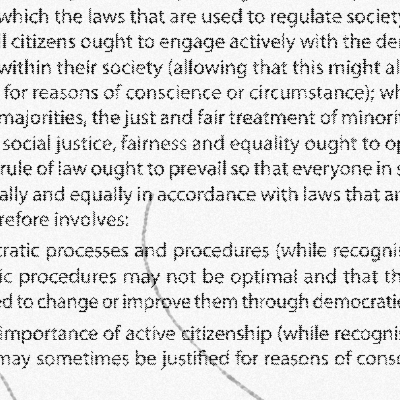 which the laws that are used to regulate society
ll citizens ought to engage actively with the de
within their society (allowing that this might al
for reasons of conscience or circumstance); wh
majorities, the just and fair treatment of minori
social justice, fairness and equality ought to op
rule of law ought to prevail so that everyone in s
ally and equally in accordance with laws that ar
refore involves:
cratic processes and procedures (while recogni
ic procedures may not be optimal and that th
ed to change or improve them through democrati
importance of active citizenship (while recogni
may sometimes be justified for reasons of cons